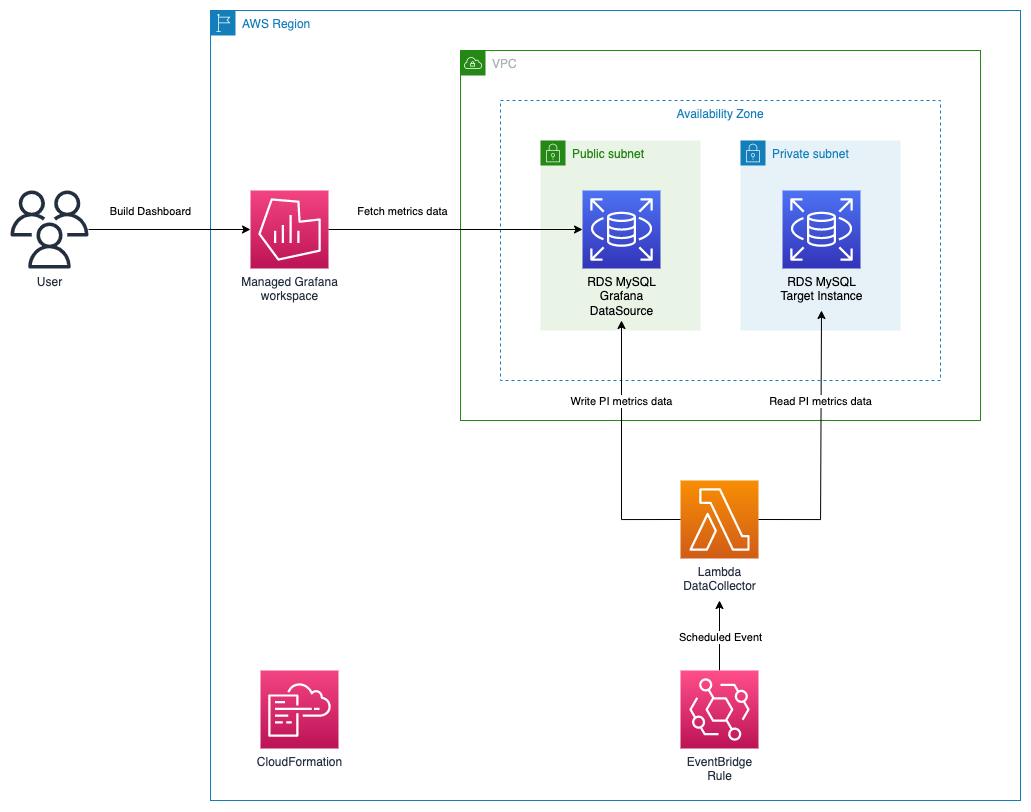 AWS Region
VPC
Availability Zone
Public subnet
Private subnet
Build Dashboard
Fetch metrics data
User
Managed Grafana
workspace
RDS MySQL
Grafana
DataSource
RDS MySQL
Target Instance
Write PI metrics data
Read PI metrics data
Lambda
DataCollector
Scheduled Event
CloudFormation
EventBridge
Rule